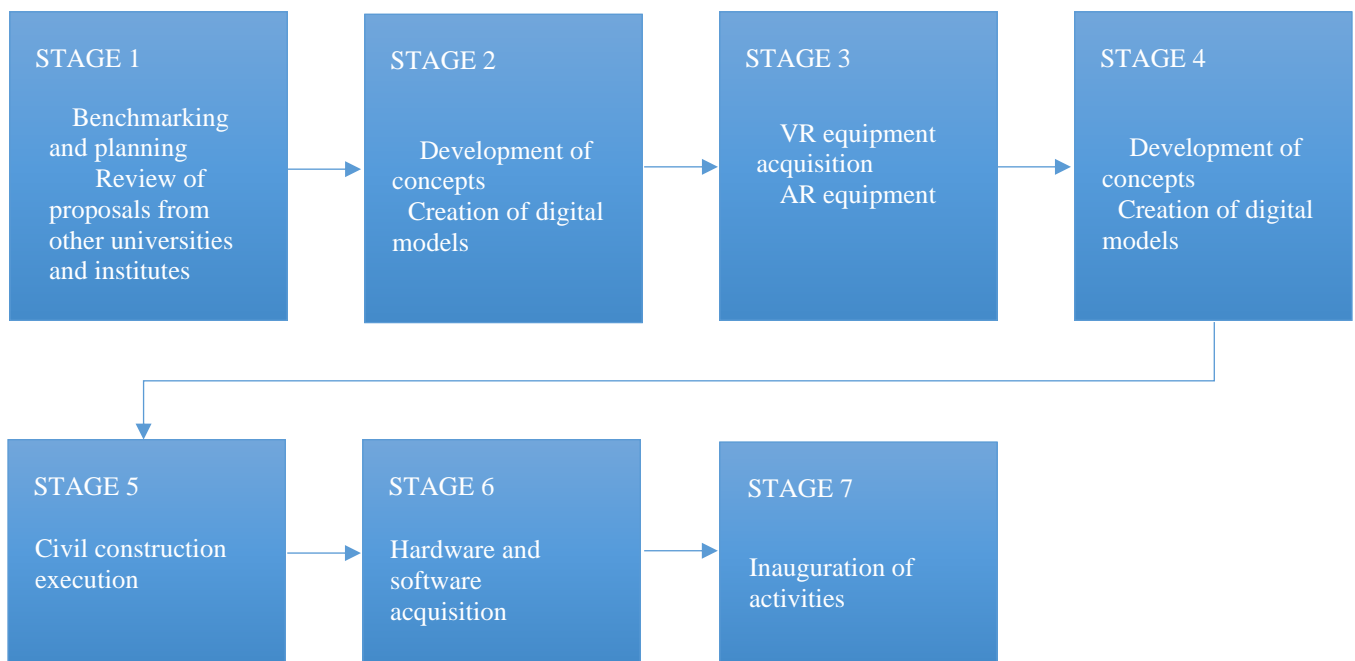 STAGE 1
Benchmarking
and planning
Review of
proposals from
other universities
and institutes
STAGE 2
Development of
concepts
Creation of digital
models
STAGE 3
VR equipment
acquisition
AR equipment
STAGE 4
Development of
concepts
Creation of digital
models
STAGE 5
Civil construction
execution
STAGE 6
Hardware and
software
acquisition
STAGE 7
Inauguration of
activities